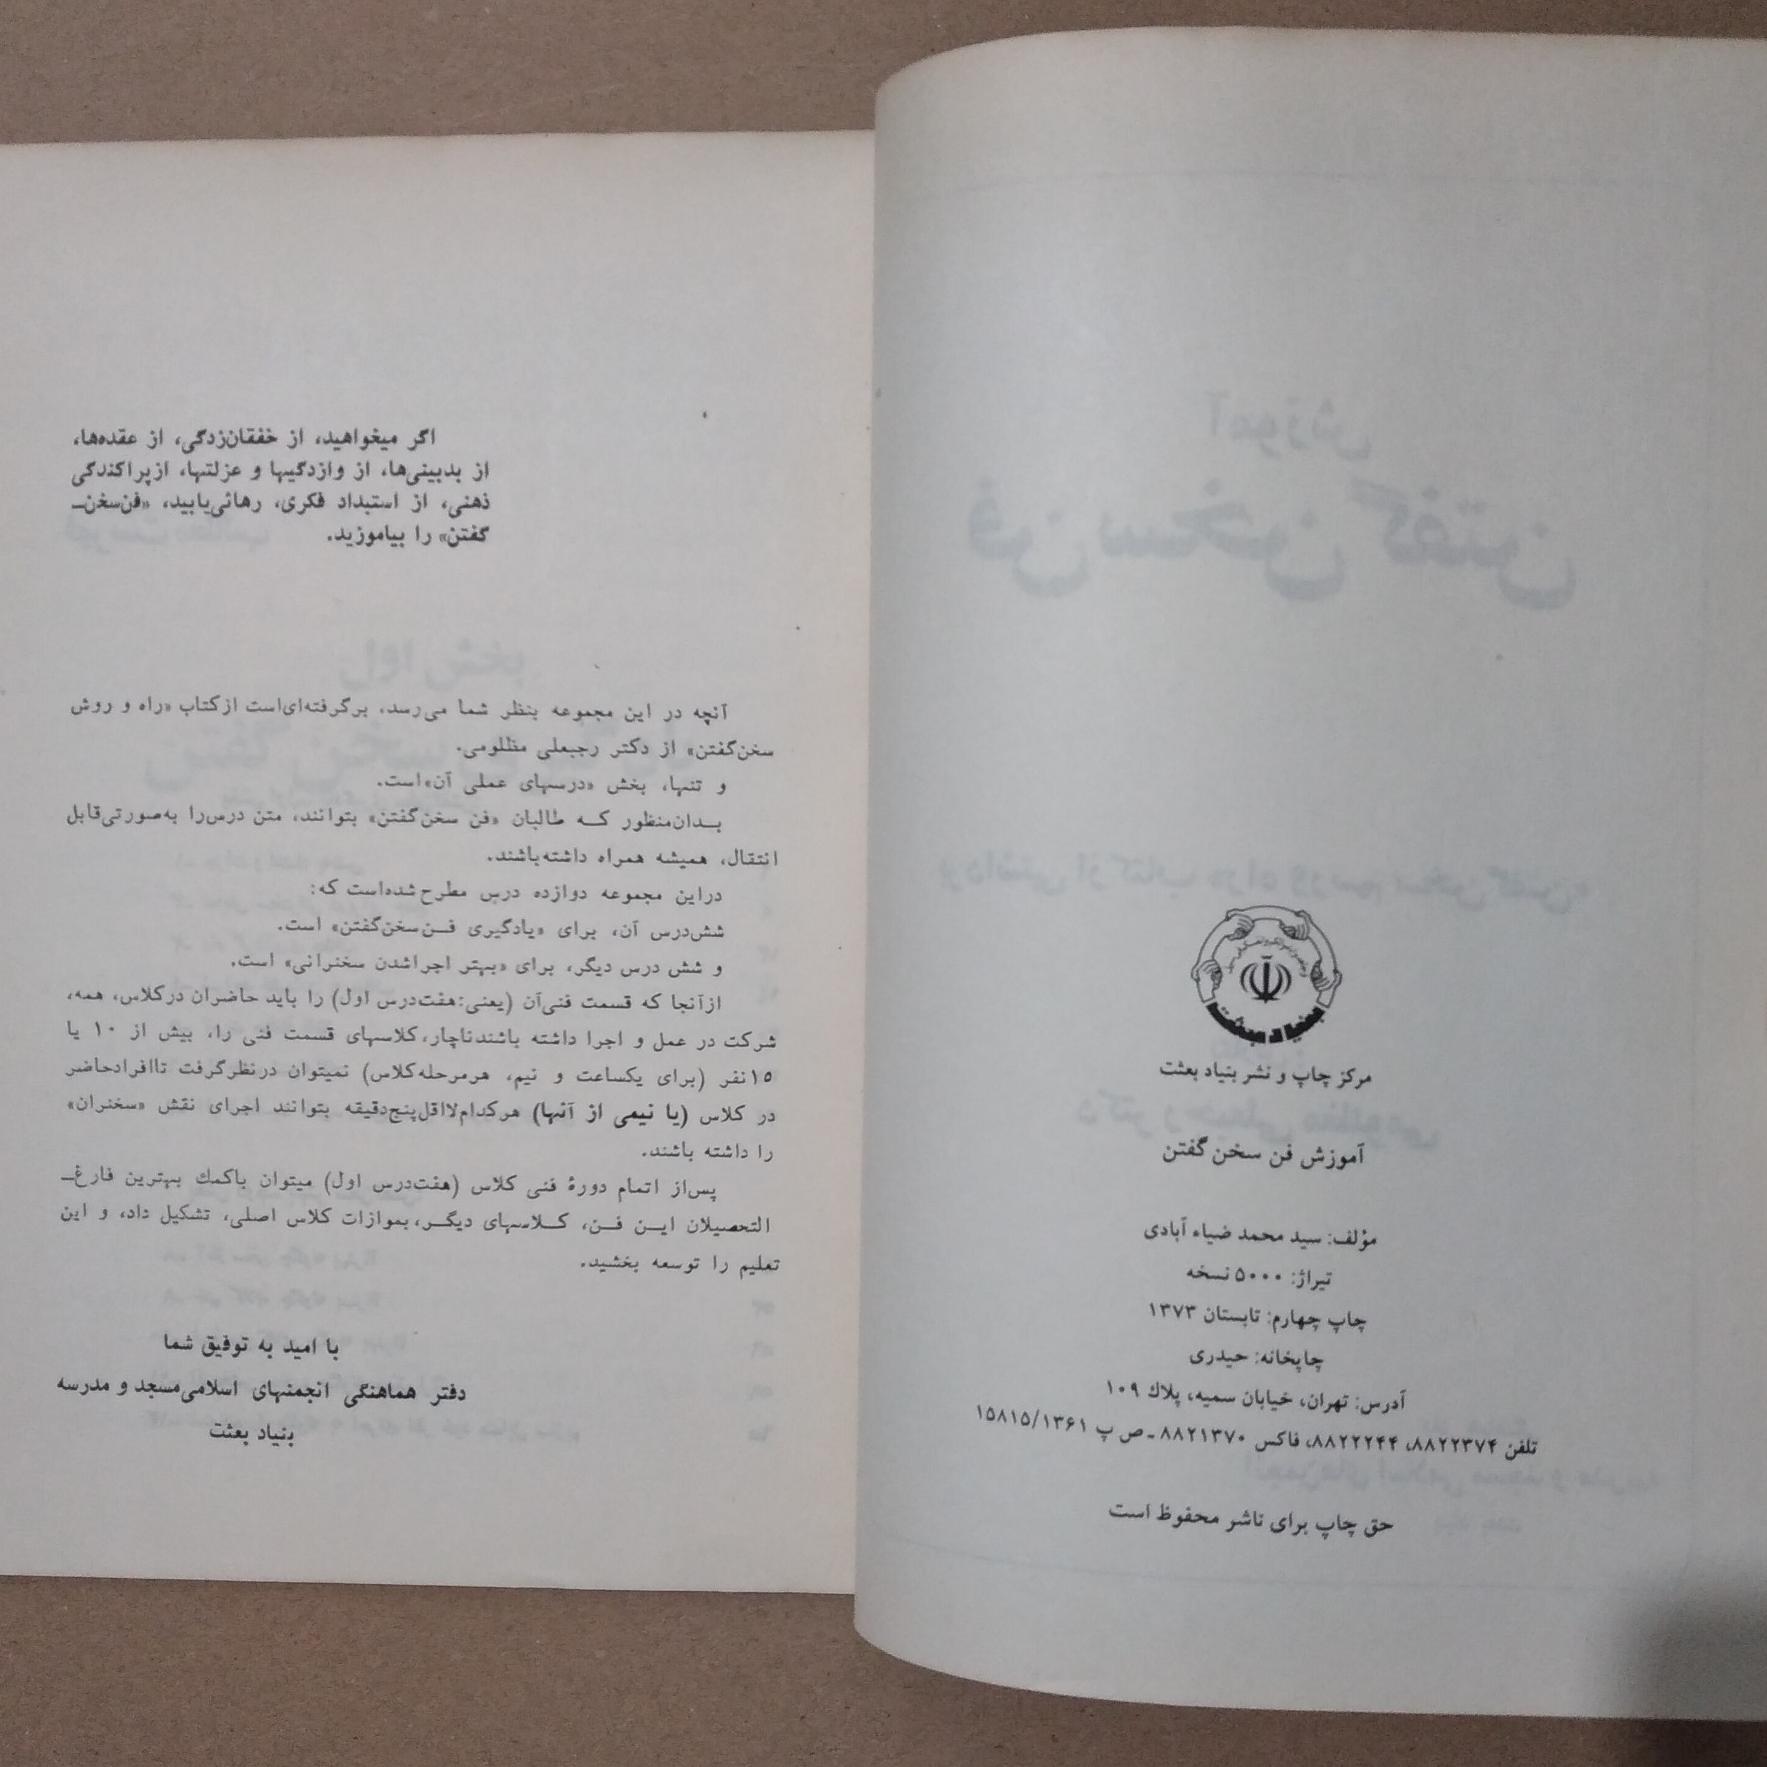 بنیاد بعثت
مرکز چاپ و نشر بنیاد بعثت
آموزش فن سخن گفتن
مؤلف: سید محمد ضیاء آبادی
تیراژ: ۵۰۰۰ نسخه
چاپ چهارم: تابستان ۱۳۷۳
چاپخانه: حیدری
آدرس: تهران، خیابان سمیه، پلاك ۱۰۹
تلفن ۸۸۲۲۳۷۴، ۸۸۲۲۲۴۴، فاکس ۸۸۲۱۳۷۰ ـ ص پ ۱۵۸۱۵/۱۳۶۱
حق چاپ برای ناشر محفوظ است
اگر میخواهید، از خفقان‌زدگی، از عقده‌ها،
از بدبینی‌ها، از وازدگیها و عزلتها، ازپراکندگی
ذهنی، از استبداد فکری، رهائی‌یابید، «فن‌سخن‌ـ
گفتن» را بیاموزید.
آنچه در این مجموعه بنظر شما می‌رسد، برگرفته‌ای‌است ازکتاب «راه و روش
سخن‌گفتن» از دکتر رجبعلی مظلومی.
و تنها، بخش «درسهای عملی آن»است.
بـدان‌منظور کـه طالبان «فن سخن‌گفتن» بتوانند، متن درس‌را به‌صورتی‌قابل
انتقال، همیشه همراه داشته‌باشند.
دراین مجموعه دوازده درس مطرح‌شده‌است که:
شش‌درس آن، برای «یادگیری فـن‌سخن‌گفتن» است.
و شش درس دیگر، برای «بهتر اجراشدن سخنرانی» است.
ازآنجا که قسمت فنی‌آن (یعنی:هفت‌درس اول) را باید حاضران درکلاس، همه،
شرکت در عمل و اجرا داشته باشندناچار،کلاسهای قسمت فنی را، بیش از ۱۰ یا
۱۵نفر (برای یکساعت و نیم، هرمرحله‌کلاس) نمیتوان درنظرگرفت تاافرادحاضر
در کلاس (یا نیمی از آنها) هرکدام‌لااقل‌پنج‌دقیقه بتوانند اجرای نقش «سخنران»
را داشته باشند.
پس‌از اتمام دورهٔ فنی کلاس (هفت‌درس اول) میتوان باکمك بهترین فارغ‌ـ
التحصیلان ایـن فـن، کـلاسهای دیگـر،بموازات کلاس اصلی، تشکیل داد، و این
تعلیم را توسعه بخشید.
با امید به توفیق شما
دفتر هماهنگی انجمنهای اسلامی‌مسجد و مدرسه
بنیاد بعثت